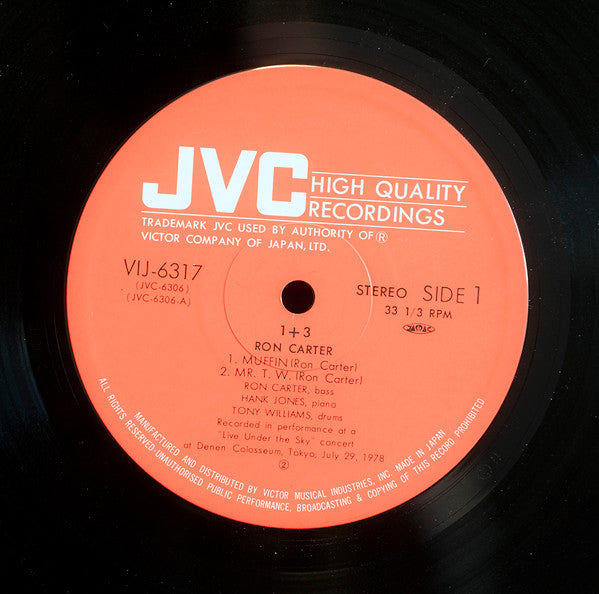 JVC HIGH QUALITY
RECORDINGS
TRADEMARK JVC USED BY AUTHORITY OF ®
VICTOR COMPANY OF JAPAN, LTD.
VIJ-6317
(JVC-6306)
(JVC-6306-A)
STEREO SIDE 1
33 1/3 RPM
JASRAC
1+3
RON CARTER
1. MUFFIN (Ron Carter)
2. MR. T. W. (Ron Carter)
RON CARTER, bass
HANK JONES, piano
TONY WILLIAMS, drums
Recorded in performance at a
"Live Under the Sky" concert
at Denen Colosseum, Tokyo; July 29, 1978
②
MANUFACTURED AND DISTRIBUTED BY VICTOR MUSICAL INDUSTRIES, INC. MADE IN JAPAN
ALL RIGHTS RESERVED-UNAUTHORISED PUBLIC PERFORMANCE, BROADCASTING & COPYING OF THIS RECORD PROHIBITED